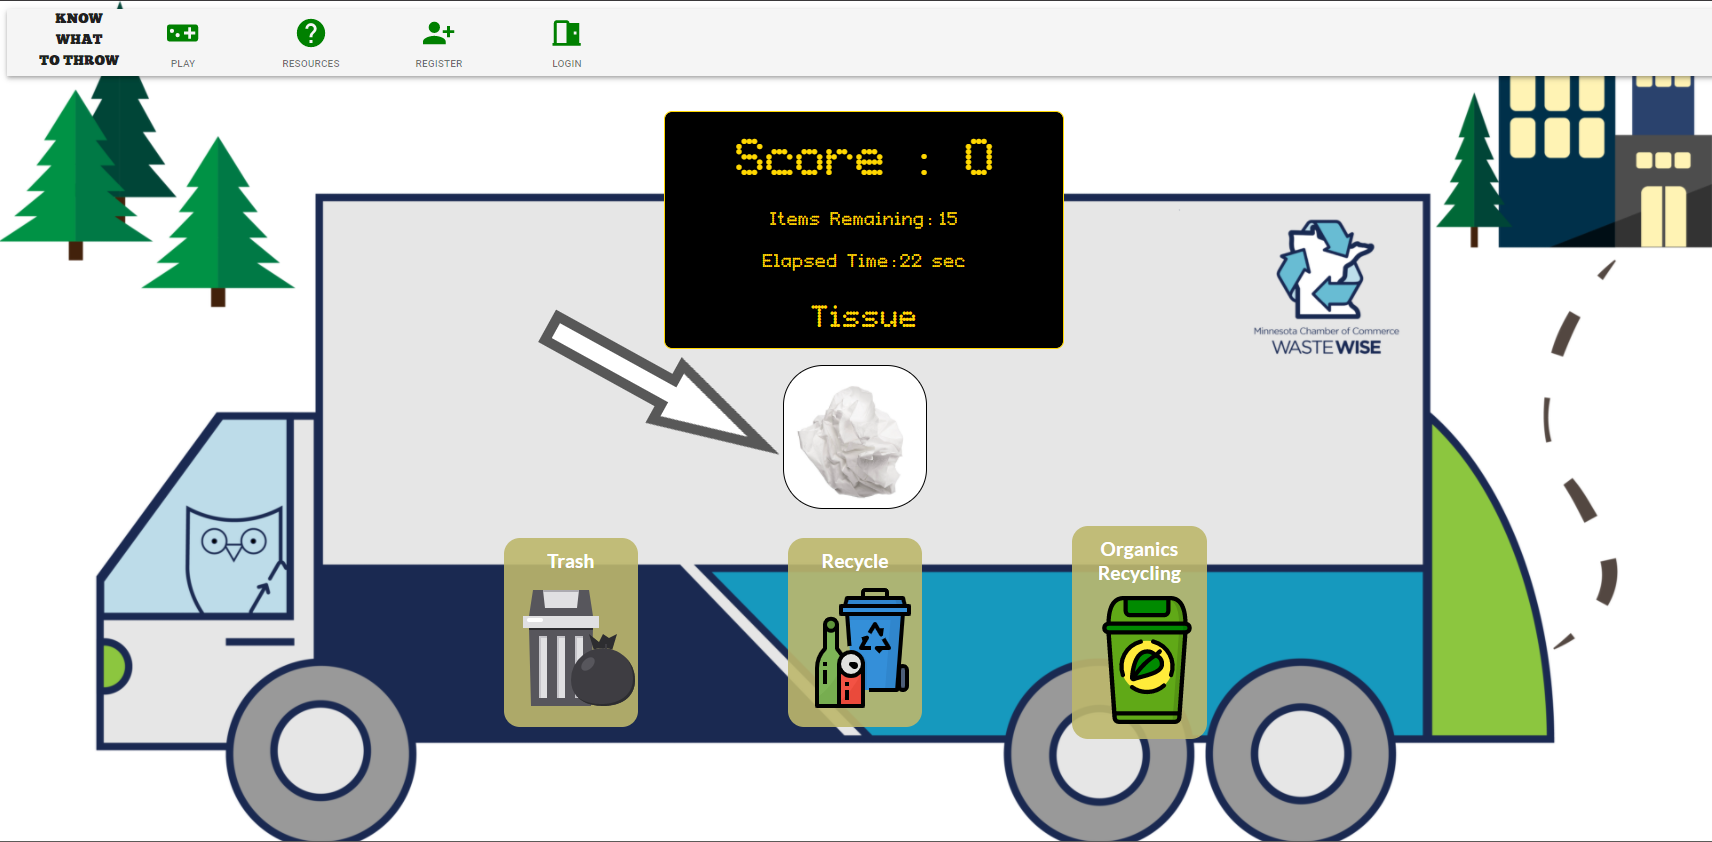 KNOW
WHAT
TO THROW
PLAY
RESOURCES
REGISTER
LOGIN
Score : 0
Items Remaining:15
Elapsed Time:22 sec
Tissue
Minnesota Chamber of Commerce
WASTEWISE
Trash
Recycle
Organics
Recycling